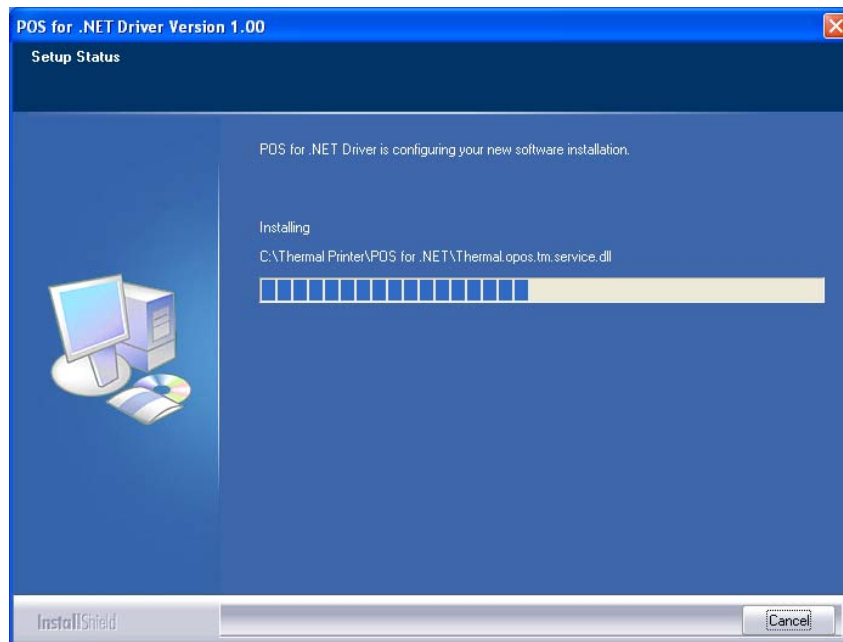 POS for .NET Driver Version 1.00
Setup Status
POS for .NET Driver is configuring your new software installation.
Installing
C:\Thermal Printer\POS for .NET\Thermal.opos.tm.service.dll
InstallShield
Cancel